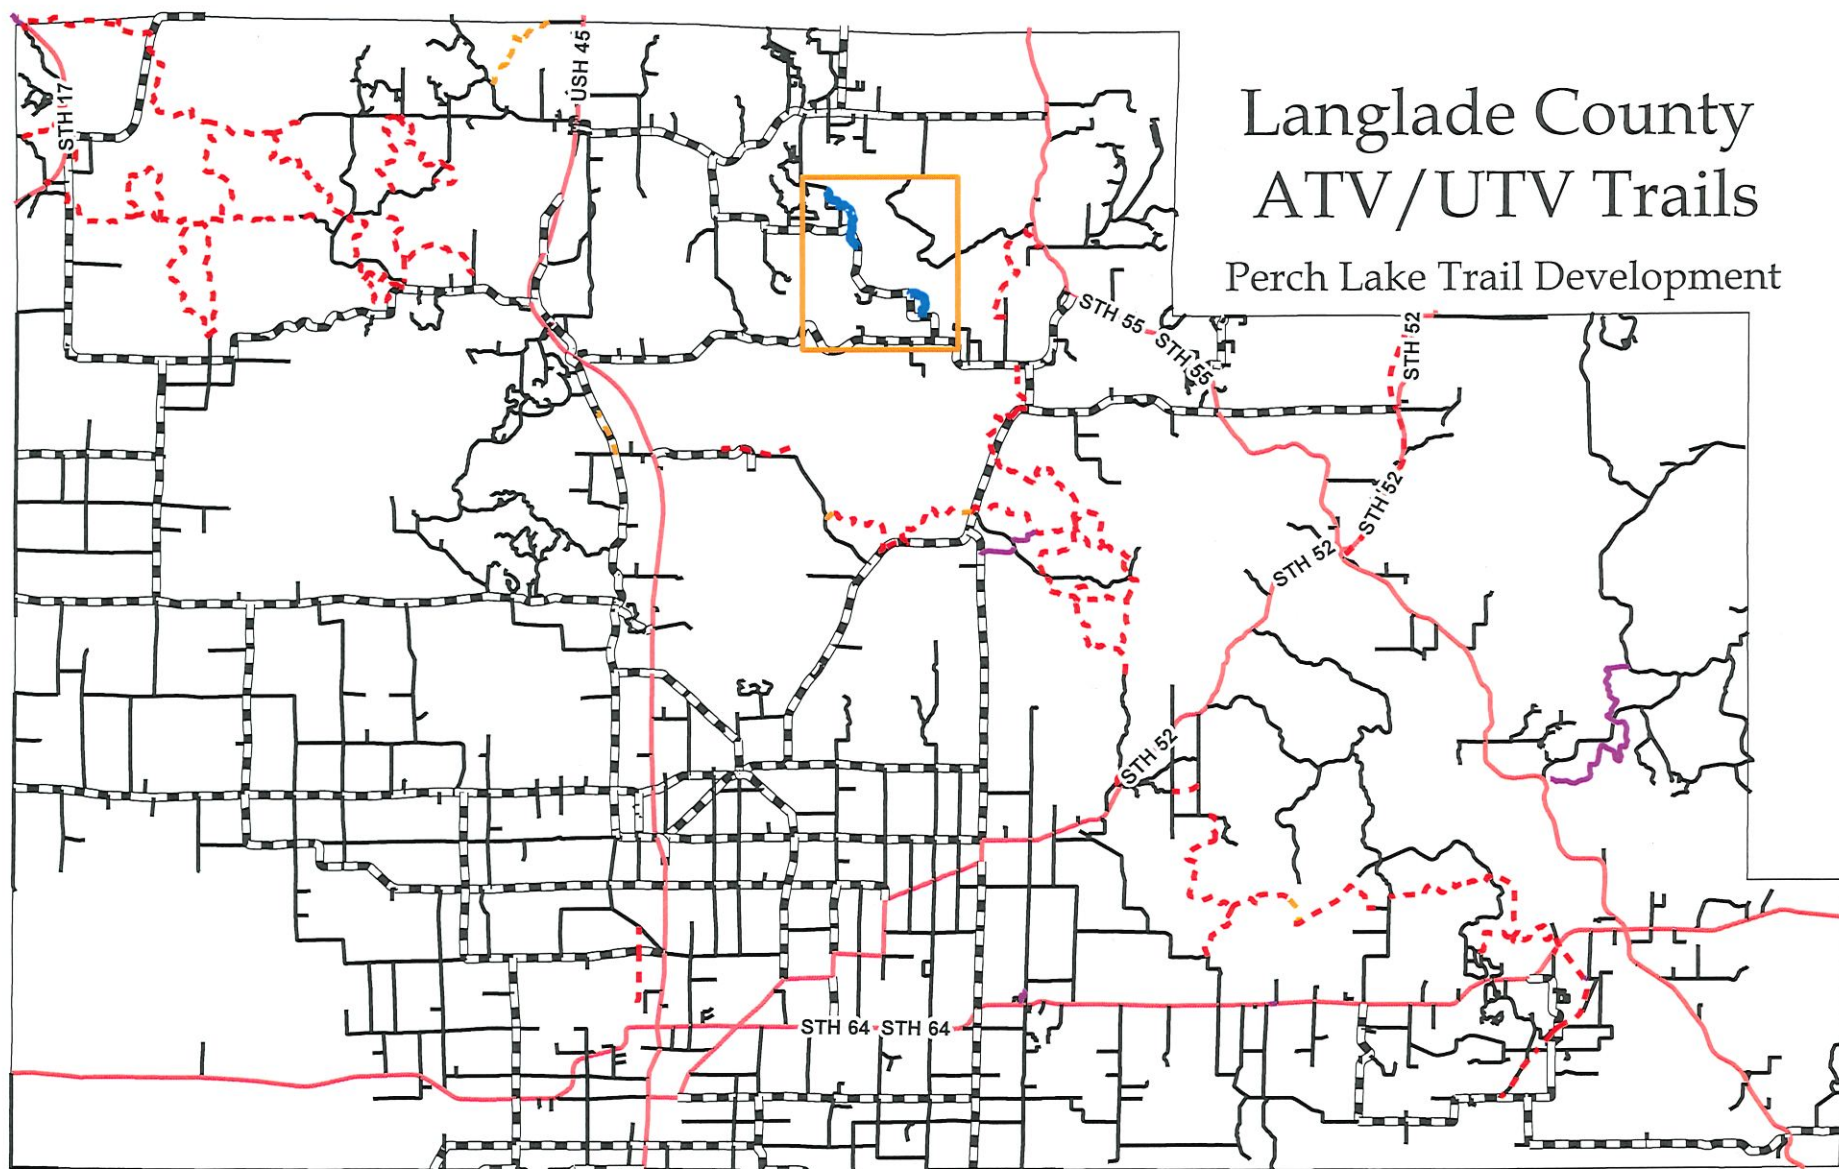 Langlade County
ATV/UTV Trails
Perch Lake Trail Development
STH 17
USH 45
STH 55
STH 55
STH 52
STH 52
STH 52
STH 52
STH 64
STH 64